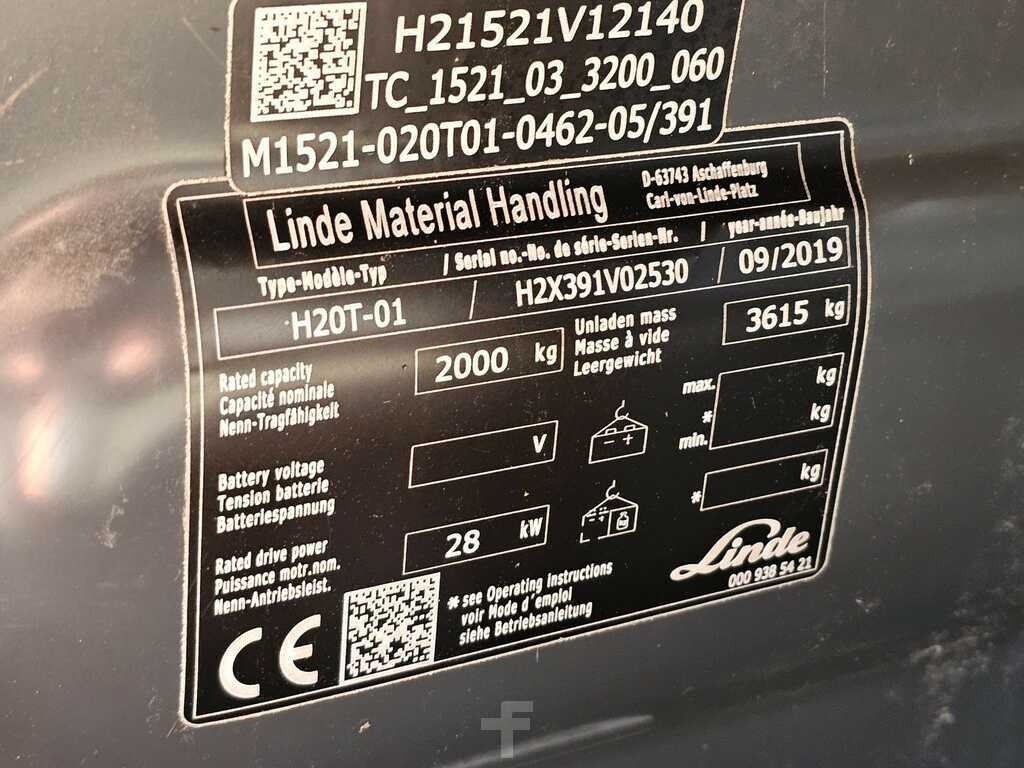 H21521V12140
TC_1521_03_3200_060
M1521-020T01-0462-05/391
Linde Material Handling
D-63743 Aschaffenburg
Carl-von-Linde-Platz
Type-Modèle-Typ / Serial no.-No. de série-Serien-Nr. / year-année-Baujahr
H20T-01 / H2X391V02530 / 09/2019
Rated capacity
Capacité nominale
Nenn-Tragfähigkeit
2000 kg
Unladen mass
Masse à vide
Leergewicht
3615 kg
Battery voltage
Tension batterie
Batteriespannung
V
- +
max. kg
*
min. kg
Rated drive power
Puissance motr.nom.
Nenn-Antriebsleist.
28 kW
* kg
CE
* see Operating instructions
voir Mode d'emploi
siehe Betriebsanleitung
Linde
000 938 54 21
F